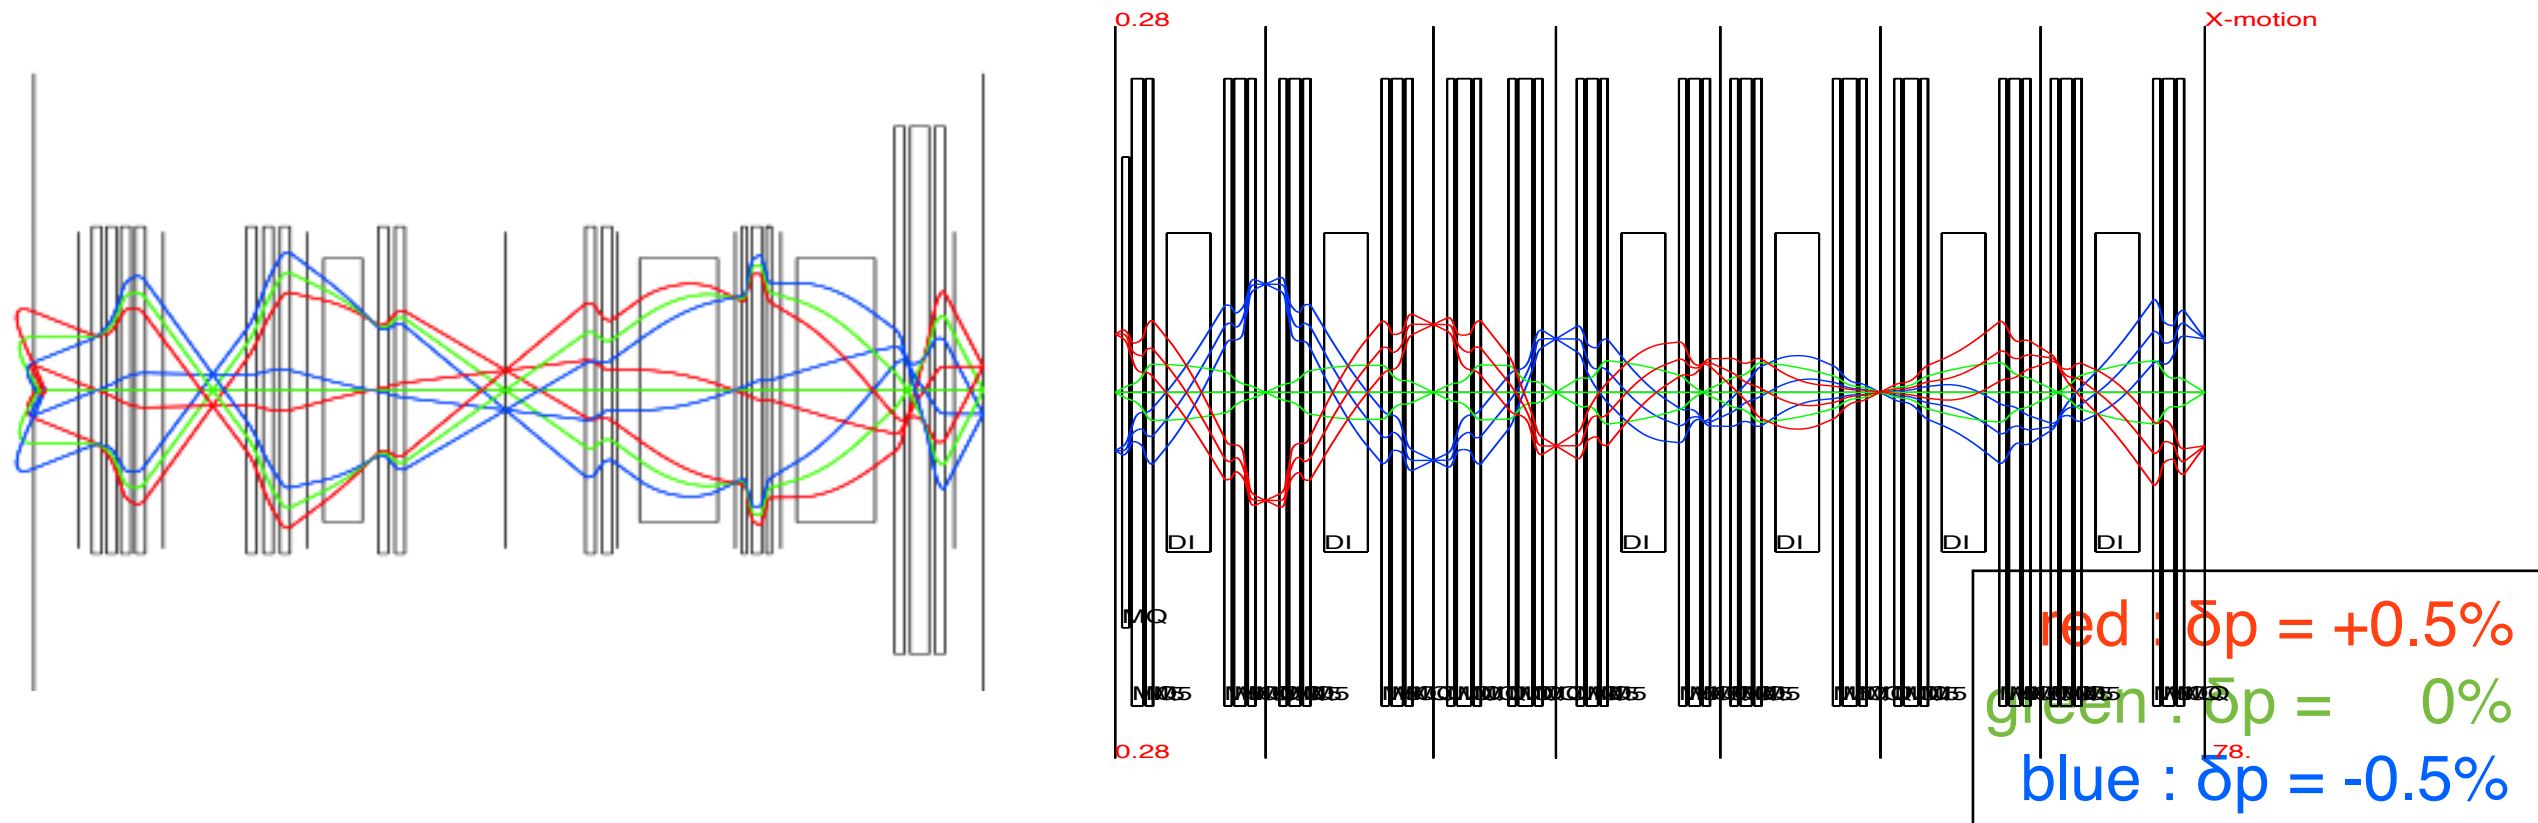 0.28
X-motion
DI
DI
DI
DI
DI
DI
MQ
red : δp = +0.5%
green : δp = 0%
0.28
78.
blue : δp = -0.5%